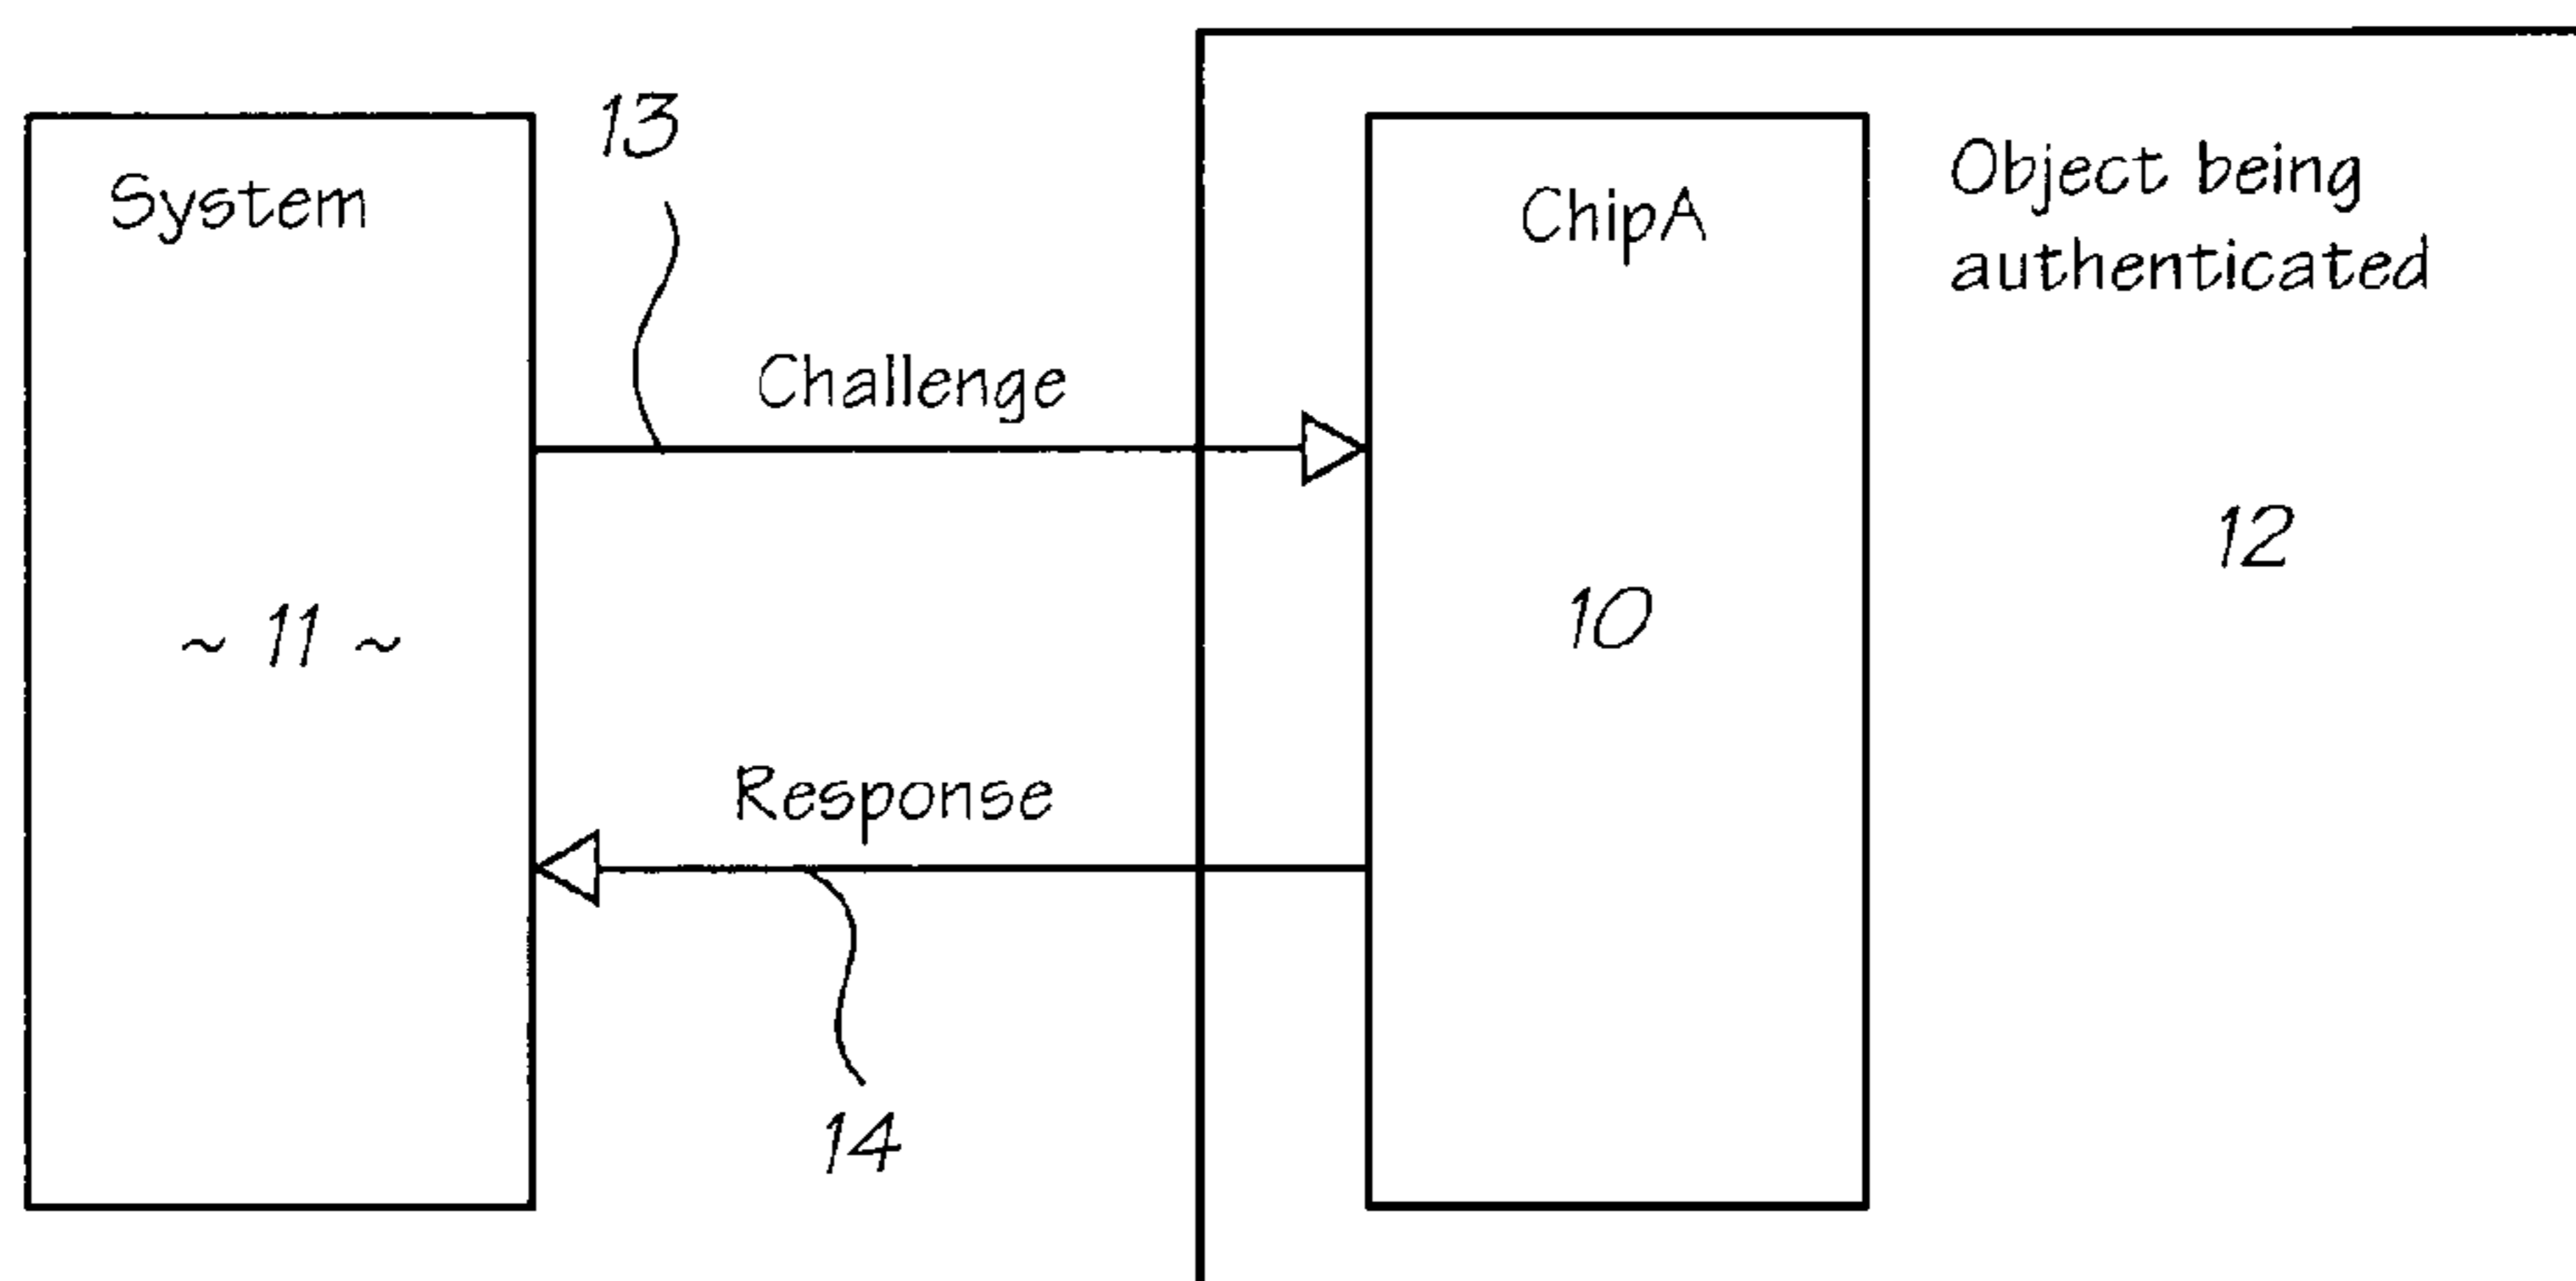 13
System
ChipA
Object being
authenticated
Challenge
12
~ 11 ~
10
Response
14